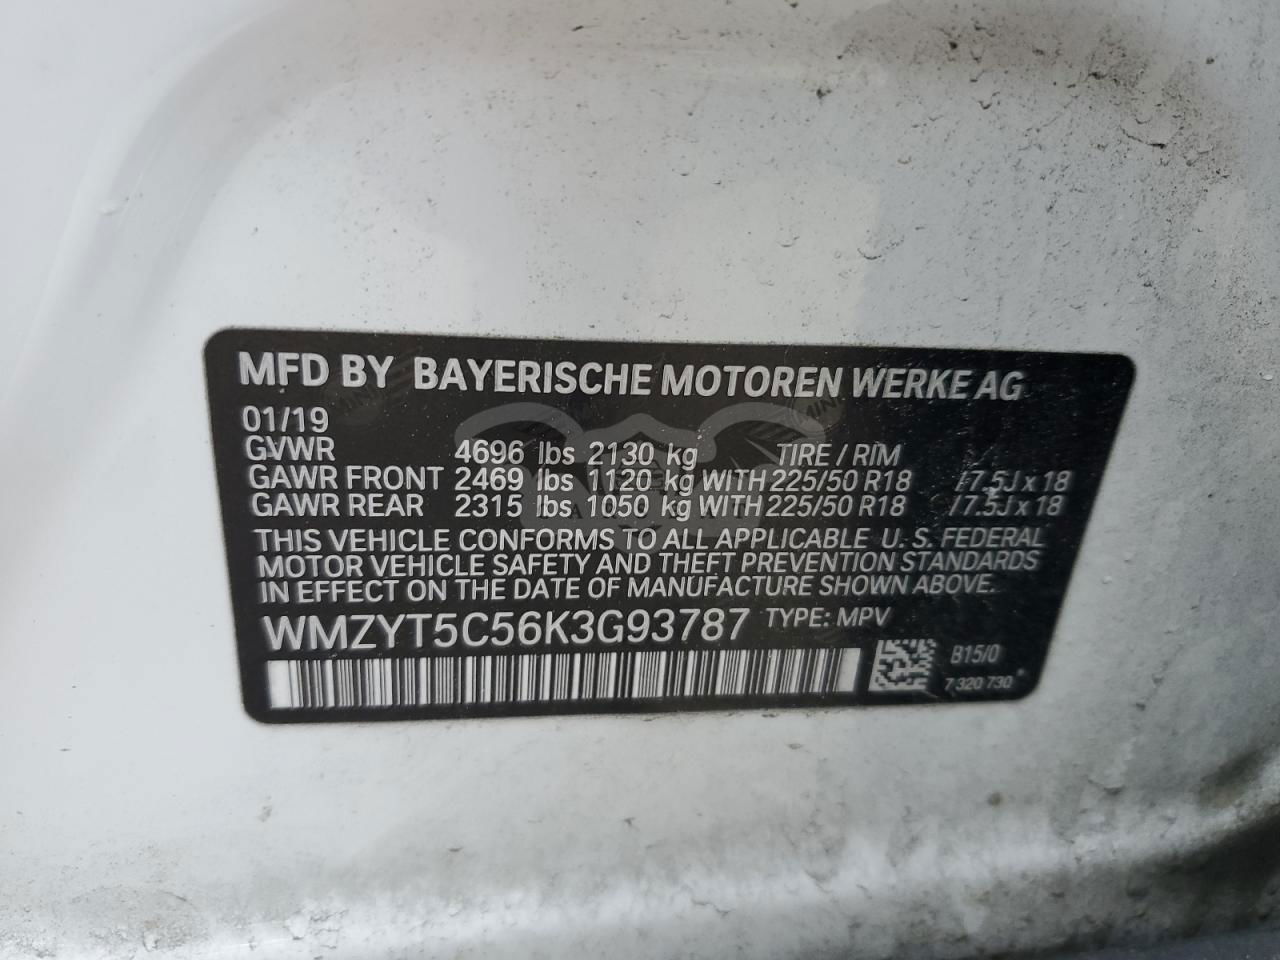 MFD BY BAYERISCHE MOTOREN WERKE AG
01/19
GVWR 4696 lbs 2130 kg TIRE / RIM
GAWR FRONT 2469 lbs 1120 kg WITH 225/50 R18 /7.5J x 18
GAWR REAR 2315 lbs 1050 kg WITH 225/50 R18 /7.5J x 18
THIS VEHICLE CONFORMS TO ALL APPLICABLE U. S. FEDERAL
MOTOR VEHICLE SAFETY AND THEFT PREVENTION STANDARDS
IN EFFECT ON THE DATE OF MANUFACTURE SHOWN ABOVE.
WMZYT5C56K3G93787 TYPE: MPV
B15/0
7 320 730
MINI